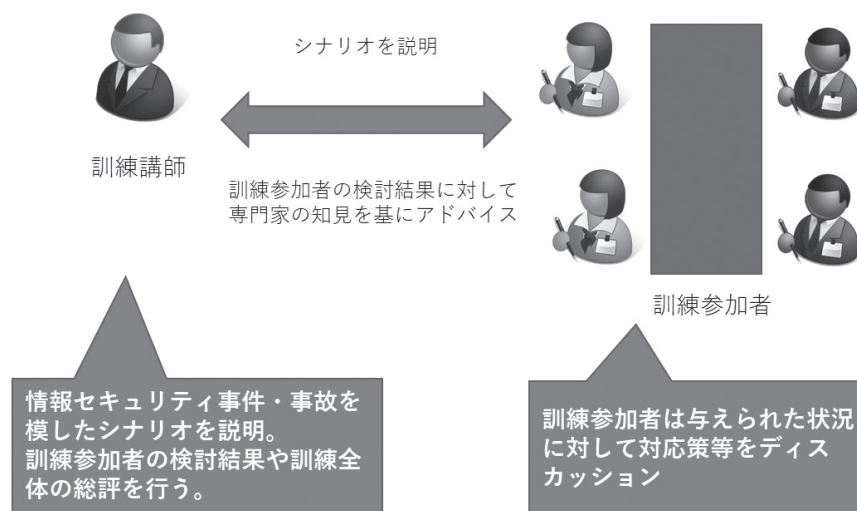 シナリオを説明
訓練講師
訓練参加者の検討結果に対して
専門家の知見を基にアドバイス
訓練参加者
情報セキュリティ事件・事故を
模したシナリオを説明。
訓練参加者の検討結果や訓練全
体の総評を行う。
訓練参加者は与えられた状況
に対して対応策等をディス
カッション